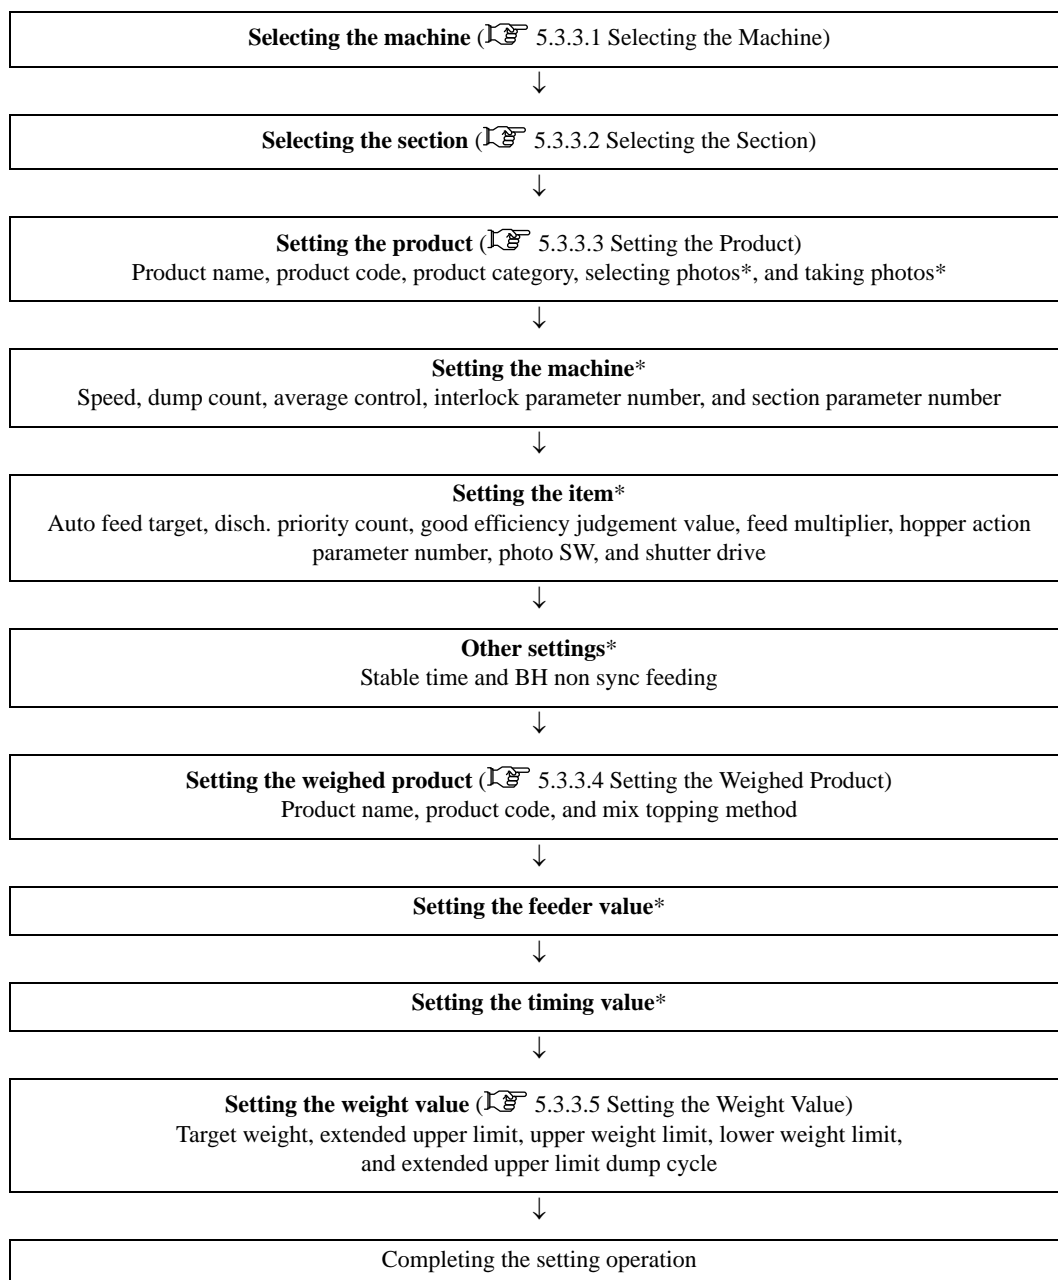 Selecting the machine ( 5.3.3.1 Selecting the Machine)
↓
Selecting the section ( 5.3.3.2 Selecting the Section)
↓
Setting the product ( 5.3.3.3 Setting the Product)
Product name, product code, product category, selecting photos*, and taking photos*
↓
Setting the machine*
Speed, dump count, average control, interlock parameter number, and section parameter number
↓
Setting the item*
Auto feed target, disch. priority count, good efficiency judgement value, feed multiplier, hopper action
parameter number, photo SW, and shutter drive
↓
Other settings*
Stable time and BH non sync feeding
↓
Setting the weighed product ( 5.3.3.4 Setting the Weighed Product)
Product name, product code, and mix topping method
↓
Setting the feeder value*
↓
Setting the timing value*
↓
Setting the weight value ( 5.3.3.5 Setting the Weight Value)
Target weight, extended upper limit, upper weight limit, lower weight limit,
and extended upper limit dump cycle
↓
Completing the setting operation